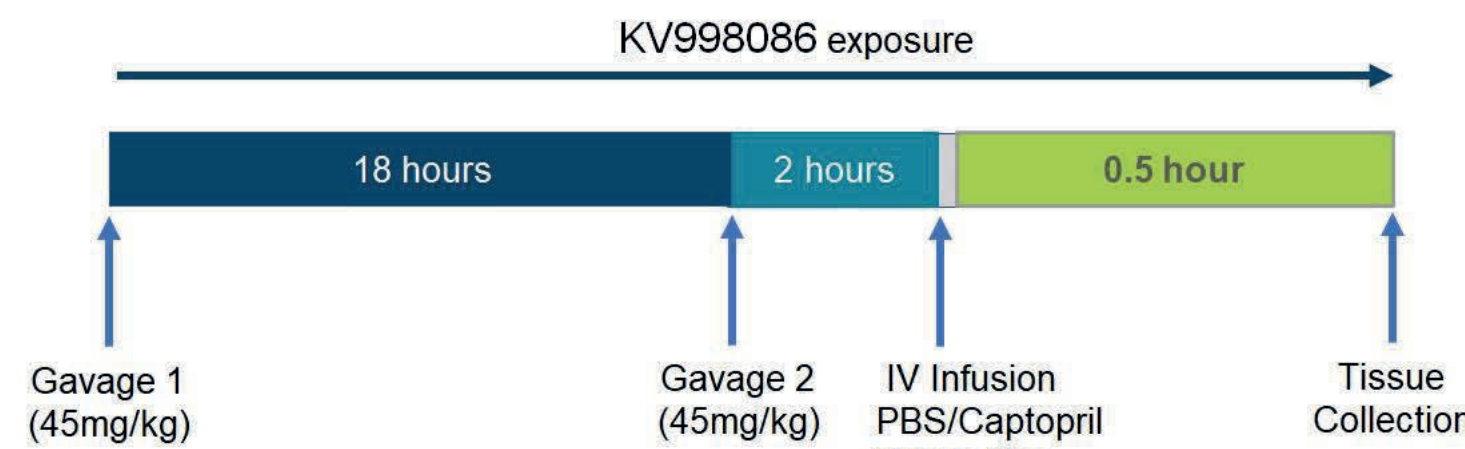 KV998086 exposure
18 hours
2 hours
0.5 hour
Gavage 1
(45mg/kg)
Gavage 2
(45mg/kg)
IV Infusion
PBS/Captopril
Tissue
Collection